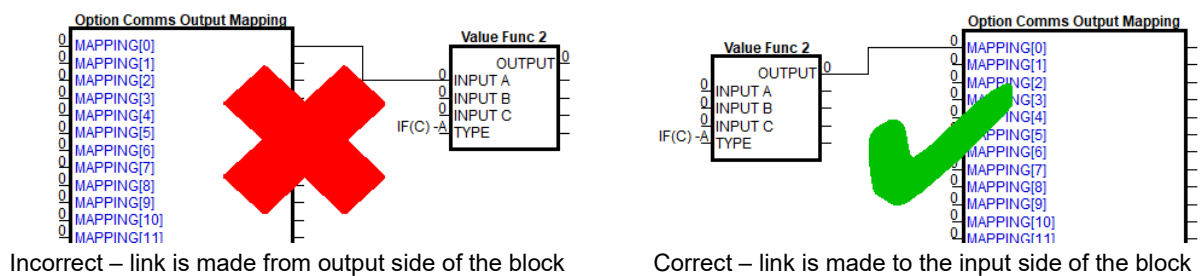 Option Comms Output Mapping
0 MAPPING[0]
0 MAPPING[1]
0 MAPPING[2]
0 MAPPING[3]
0 MAPPING[4]
0 MAPPING[5]
0 MAPPING[6]
0 MAPPING[7]
0 MAPPING[8]
0 MAPPING[9]
0 MAPPING[10]
0 MAPPING[11]
Value Func 2
OUTPUT 0
0 INPUT A
0 INPUT B
0 INPUT C
IF(C) -A TYPE
Incorrect – link is made from output side of the block
Value Func 2
OUTPUT 0
0 INPUT A
0 INPUT B
0 INPUT C
IF(C) -A TYPE
Option Comms Output Mapping
0 MAPPING[0]
0 MAPPING[1]
0 MAPPING[2]
0 MAPPING[3]
0 MAPPING[4]
0 MAPPING[5]
0 MAPPING[6]
0 MAPPING[7]
0 MAPPING[8]
0 MAPPING[9]
0 MAPPING[10]
0 MAPPING[11]
Correct – link is made to the input side of the block